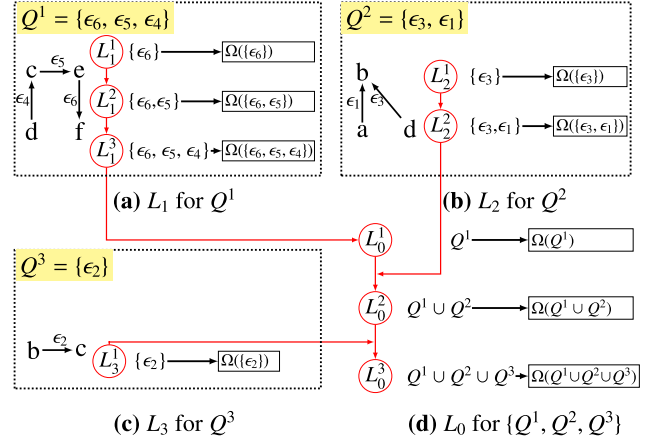 Q¹ = {ϵ₆, ϵ₅, ϵ₄}
c ϵ₅ e
ϵ₄ ϵ₆
d f
L₁¹ {ϵ₆} Ω({ϵ₆})
L₁² {ϵ₆,ϵ₅} Ω({ϵ₆, ϵ₅})
L₁³ {ϵ₆, ϵ₅, ϵ₄} Ω({ϵ₆, ϵ₅, ϵ₄})
(a) L₁ for Q¹
Q² = {ϵ₃, ϵ₁}
b
ϵ₁ ϵ₃
a d
L₂¹ {ϵ₃} Ω({ϵ₃})
L₂² {ϵ₃,ϵ₁} Ω({ϵ₃, ϵ₁})
(b) L₂ for Q²
Q³ = {ϵ₂}
b ϵ₂ c
L₃¹ {ϵ₂} Ω({ϵ₂})
(c) L₃ for Q³
L₀¹ Q¹ Ω(Q¹)
L₀² Q¹ ∪ Q² Ω(Q¹ ∪ Q²)
L₀³ Q¹ ∪ Q² ∪ Q³ Ω(Q¹∪Q²∪Q³)
(d) L₀ for {Q¹, Q², Q³}